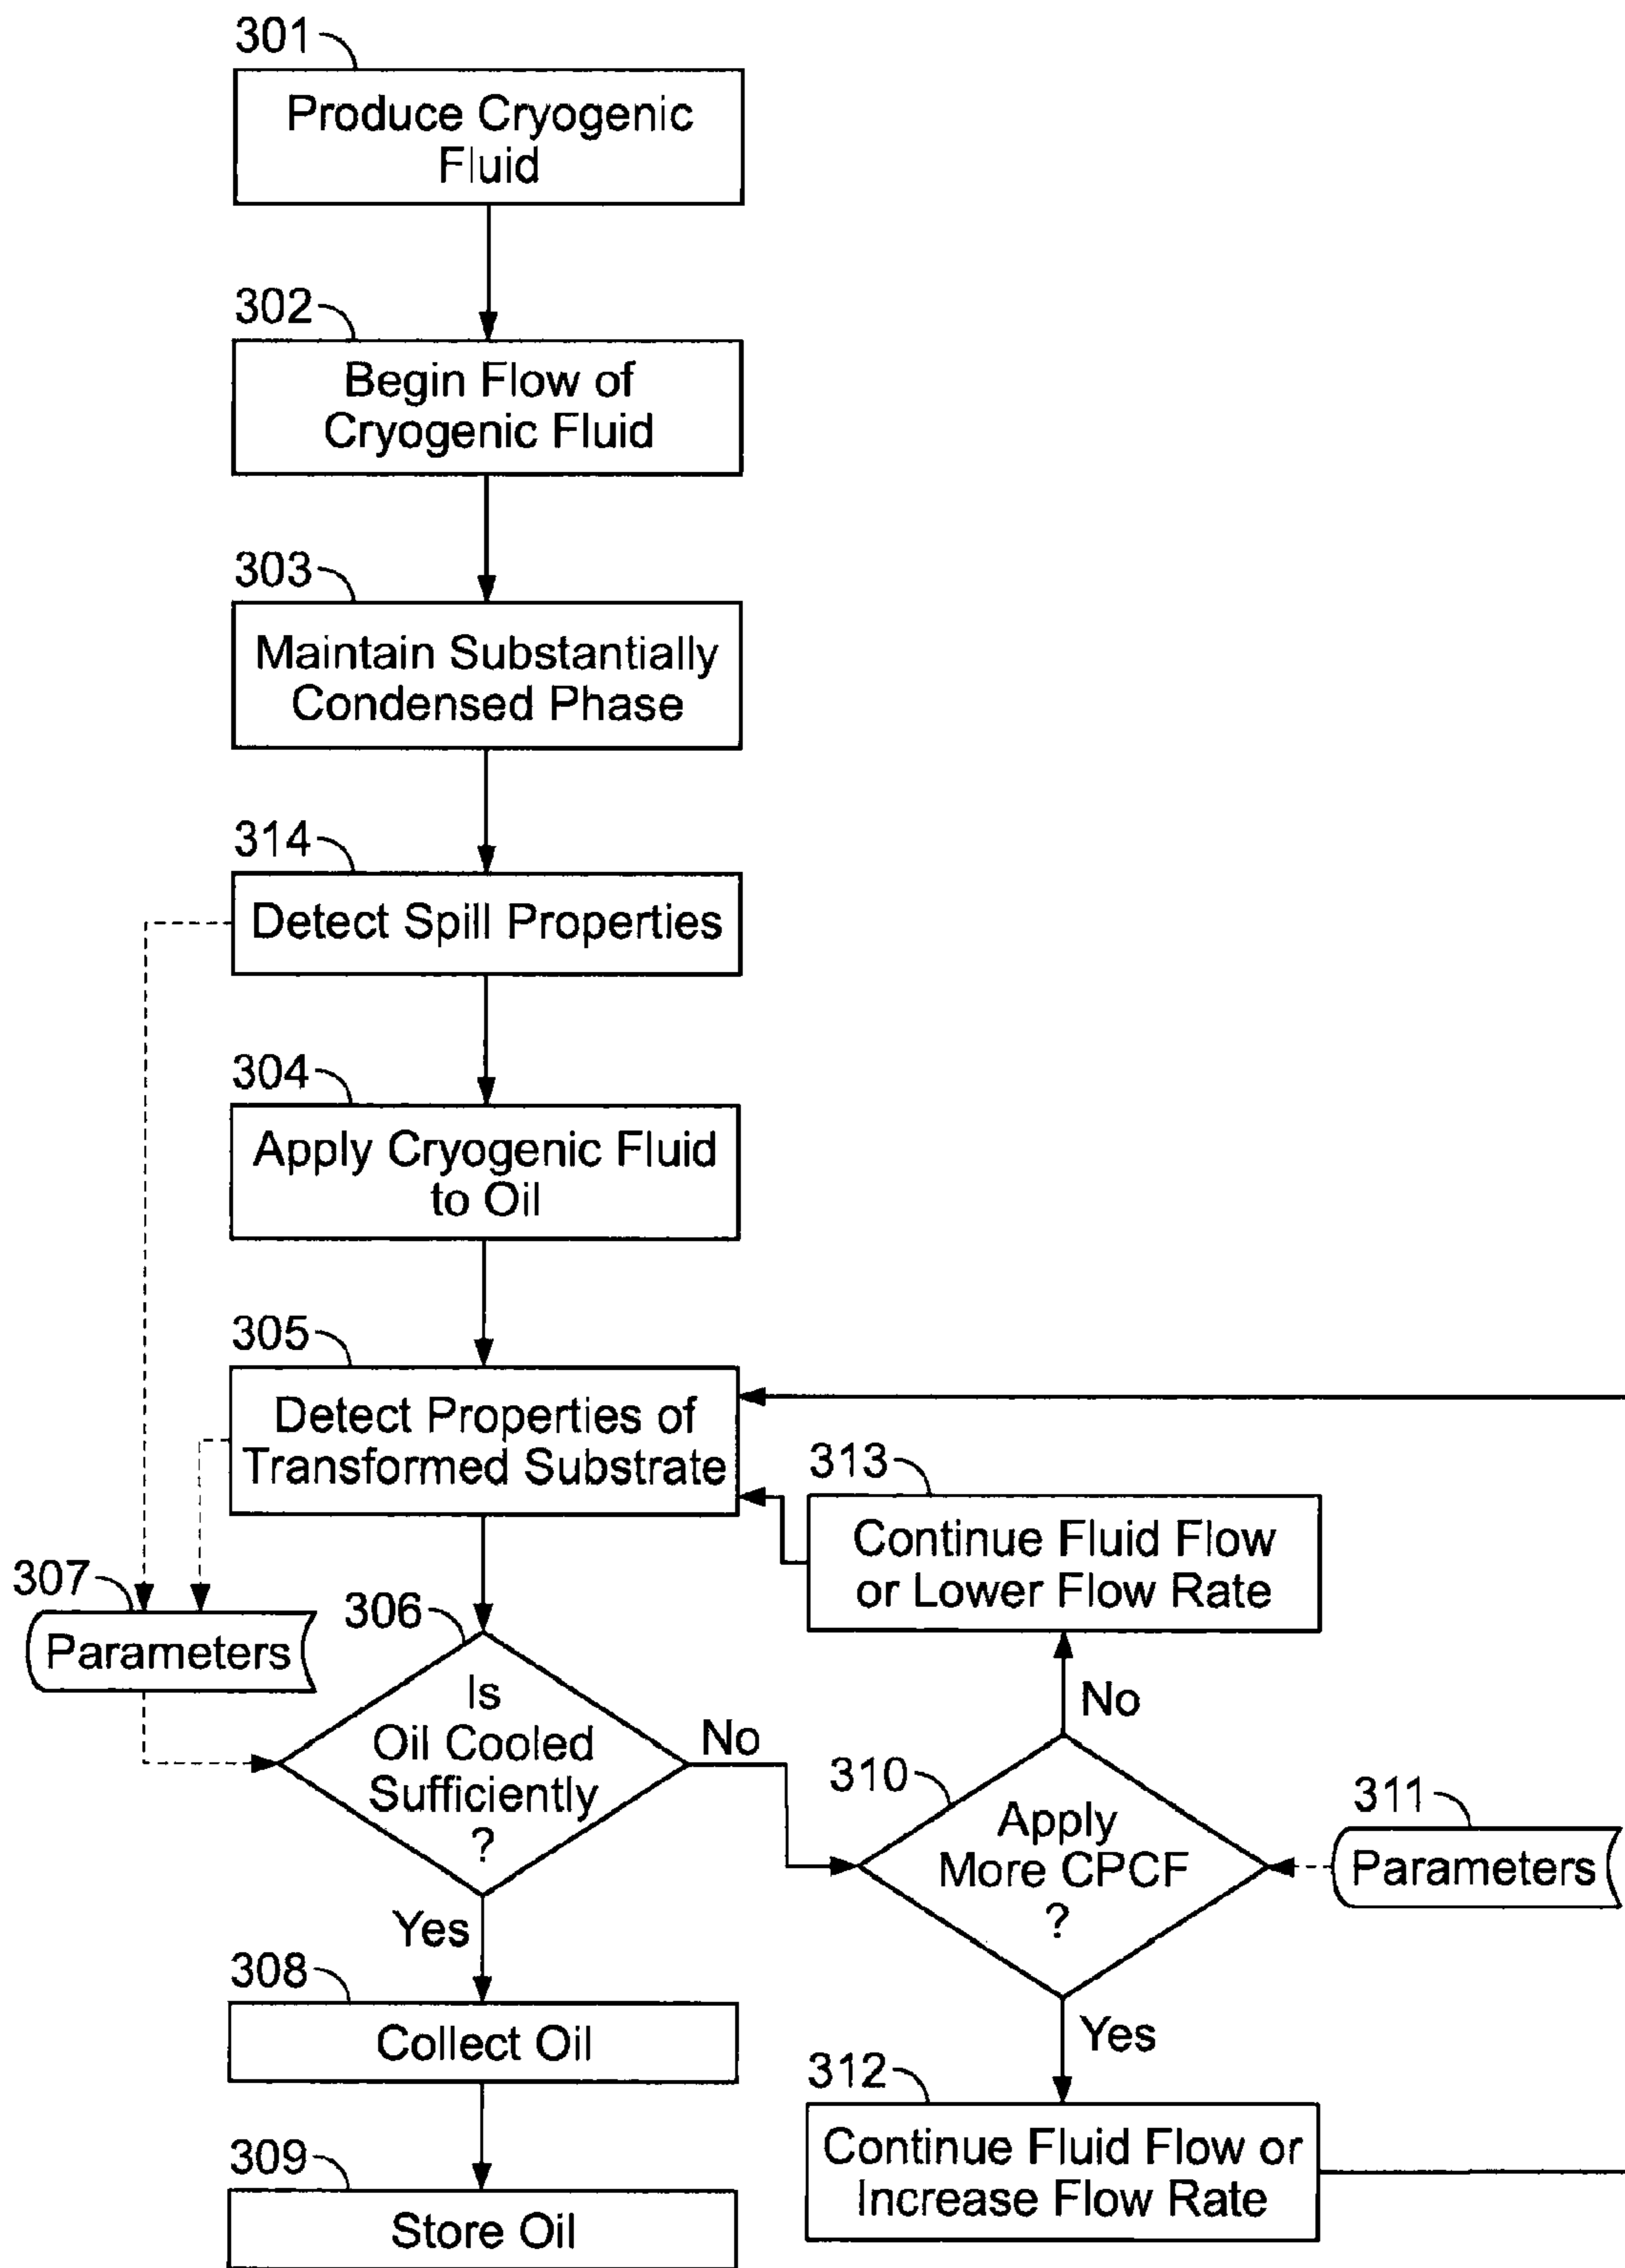 301
Produce Cryogenic
Fluid
302
Begin Flow of
Cryogenic Fluid
303
Maintain Substantially
Condensed Phase
314
Detect Spill Properties
304
Apply Cryogenic Fluid
to Oil
305
Detect Properties of
Transformed Substrate
313
Continue Fluid Flow
or Lower Flow Rate
307
Parameters
306
Is
Oil Cooled
Sufficiently
?
No
No
310
Apply
More CPCF
?
311
Parameters
Yes
308
Collect Oil
Yes
312
Continue Fluid Flow or
Increase Flow Rate
309
Store Oil